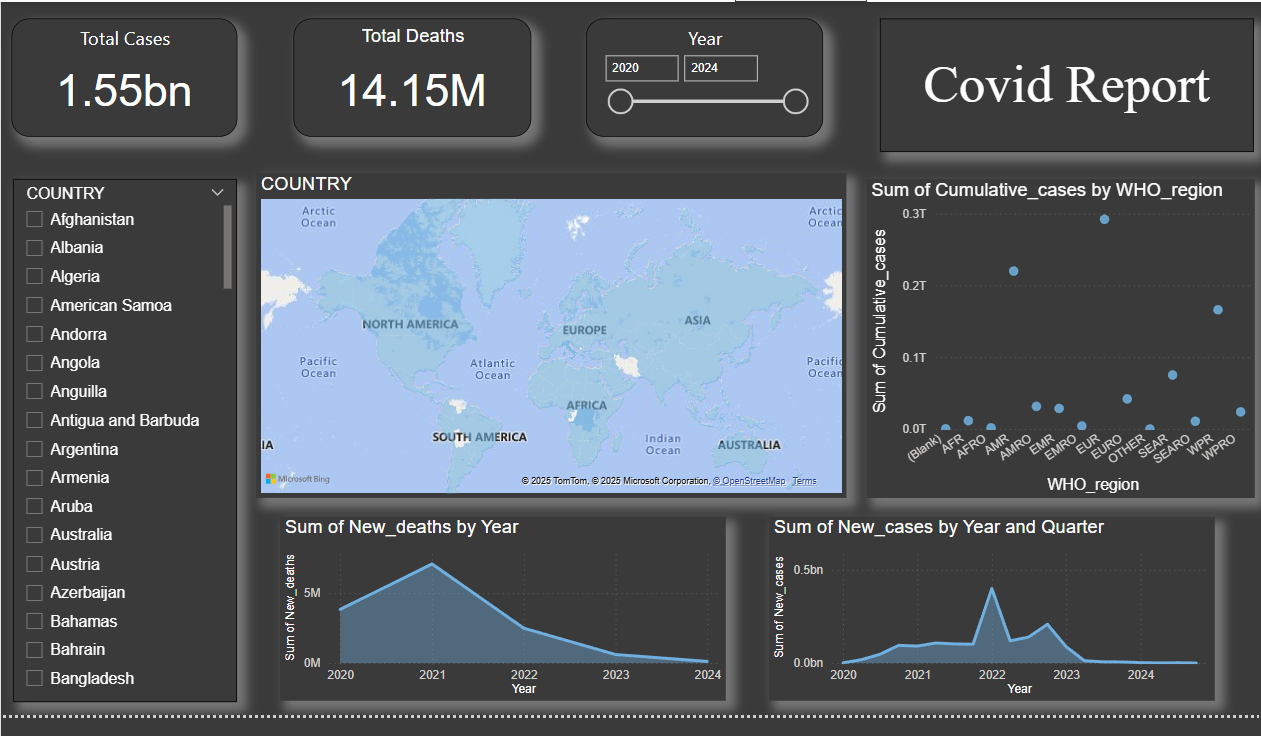 Total Cases
1.55bn
Total Deaths
14.15M
Year
2020 2024
Covid Report
COUNTRY
Afghanistan
Albania
Algeria
American Samoa
Andorra
Angola
Anguilla
Antigua and Barbuda
Argentina
Armenia
Aruba
Australia
Austria
Azerbaijan
Bahamas
Bahrain
Bangladesh
COUNTRY
Arctic
Ocean
Arctic
Ocean
NORTH AMERICA
EUROPE
ASIA
Pacific
Ocean
Atlantic
Ocean
Pacific
Ocean
AFRICA
IA
SOUTH AMERICA
Indian
Ocean
AUSTRALIA
Microsoft Bing
© 2025 TomTom, © 2025 Microsoft Corporation, © OpenStreetMap Terms
Sum of Cumulative_cases by WHO_region
Sum of Cumulative_cases
0.3T
0.2T
0.1T
0.0T
(Blank) AFR AFRO AMR AMRO EMR EMRO EUR EURO OTHER SEAR SEARO WPR WPRO
WHO_region
Sum of New_deaths by Year
Sum of New_deaths
5M
0M
2020 2021 2022 2023 2024
Year
Sum of New_cases by Year and Quarter
Sum of New_cases
0.5bn
0.0bn
2020 2021 2022 2023 2024
Year